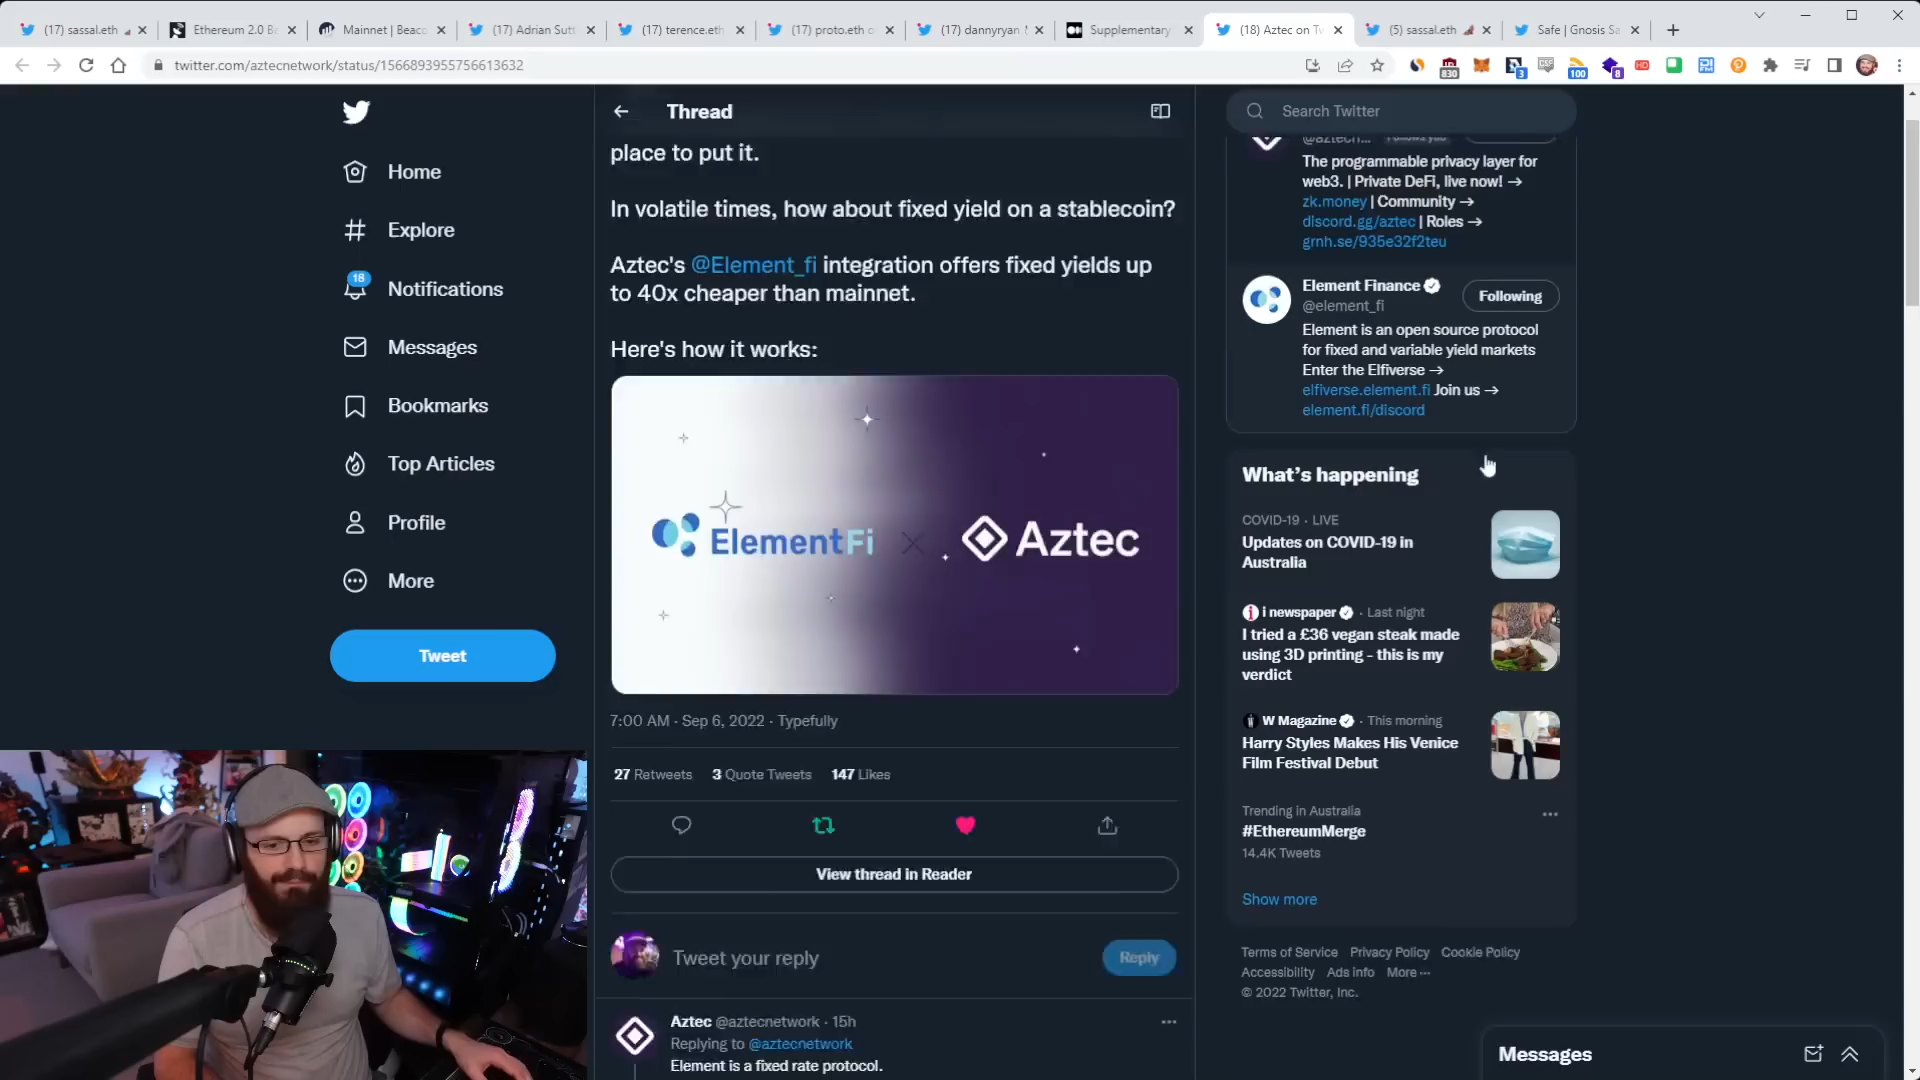 (17) sassal.eth
Ethereum 2.0 B
Mainnet | Beac
(17) Adrian Sut
(17) terence.eth
(17) proto.eth
(17) dannyryan
Supplementary
(18) Aztec on Tw
(5) sassal.eth
Safe | Gnosis Sa
twitter.com/aztecnetwork/status/1566893955756613632
830
3
100
8
HD
Home
Explore
18
Notifications
Messages
Bookmarks
Top Articles
Profile
More
Tweet
Thread
place to put it.
In volatile times, how about fixed yield on a stablecoin?
Aztec's @Element_fi integration offers fixed yields up
to 40x cheaper than mainnet.
Here's how it works:
ElementFi
Aztec
7:00 AM · Sep 6, 2022 · Typefully
27 Retweets 3 Quote Tweets 147 Likes
View thread in Reader
Tweet your reply
Reply
Aztec @aztecnetwork · 15h
Replying to @aztecnetwork
Element is a fixed rate protocol.
Search Twitter
@aztecn... Follows you
The programmable privacy layer for
web3. | Private DeFi, live now! →
zk.money | Community →
discord.gg/aztec | Roles →
grnh.se/935e32f2teu
Element Finance
@element_fi
Following
Element is an open source protocol
for fixed and variable yield markets
Enter the Elfiverse →
elfiverse.element.fi Join us →
element.fi/discord
What's happening
COVID-19 · LIVE
Updates on COVID-19 in
Australia
i newspaper · Last night
I tried a £36 vegan steak made
using 3D printing - this is my
verdict
W Magazine · This morning
Harry Styles Makes His Venice
Film Festival Debut
Trending in Australia
#EthereumMerge
14.4K Tweets
Show more
Terms of Service Privacy Policy Cookie Policy
Accessibility Ads info More ···
© 2022 Twitter, Inc.
Messages